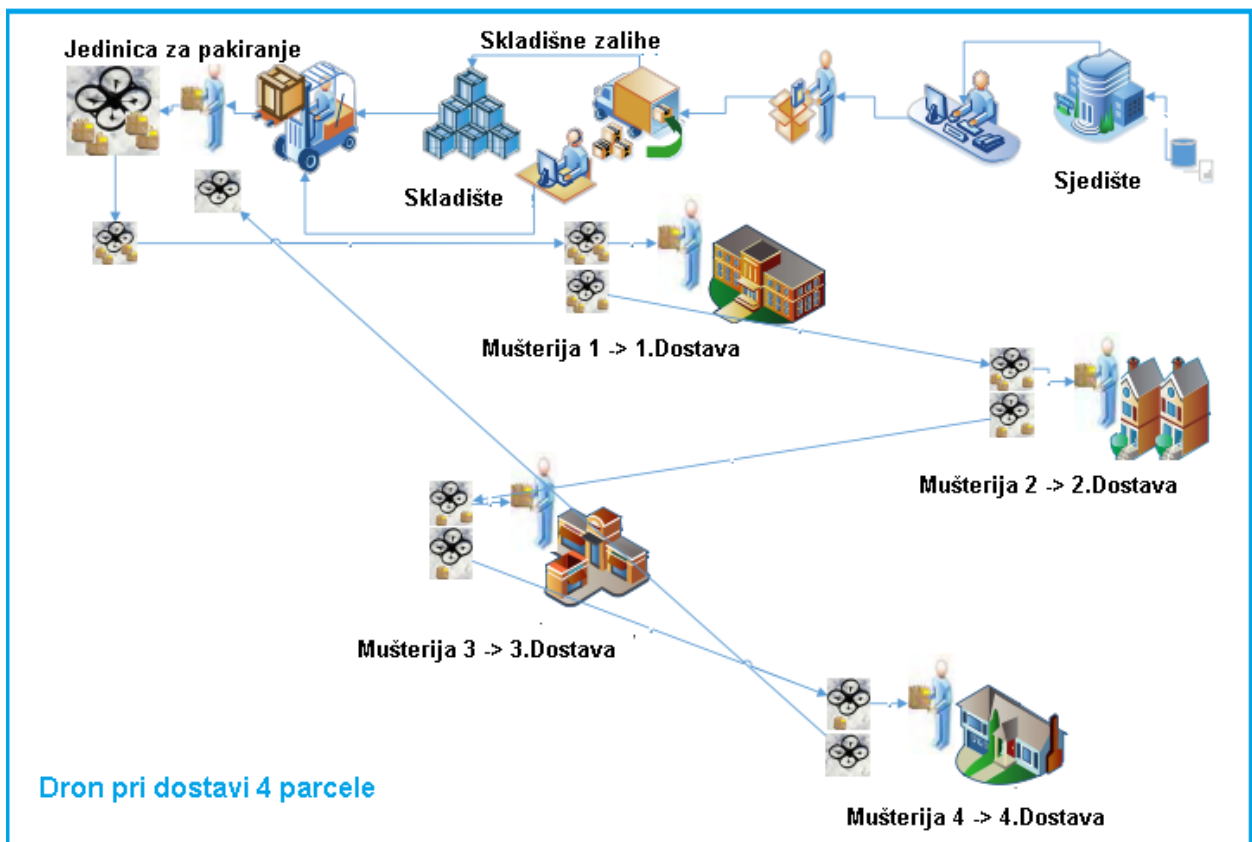 Jedinica za pakiranje
Skladišne zalihe
Skladište
Sjedište
Mušterija 1 -> 1.Dostava
Mušterija 2 -> 2.Dostava
Mušterija 3 -> 3.Dostava
Mušterija 4 -> 4.Dostava
Dron pri dostavi 4 parcele